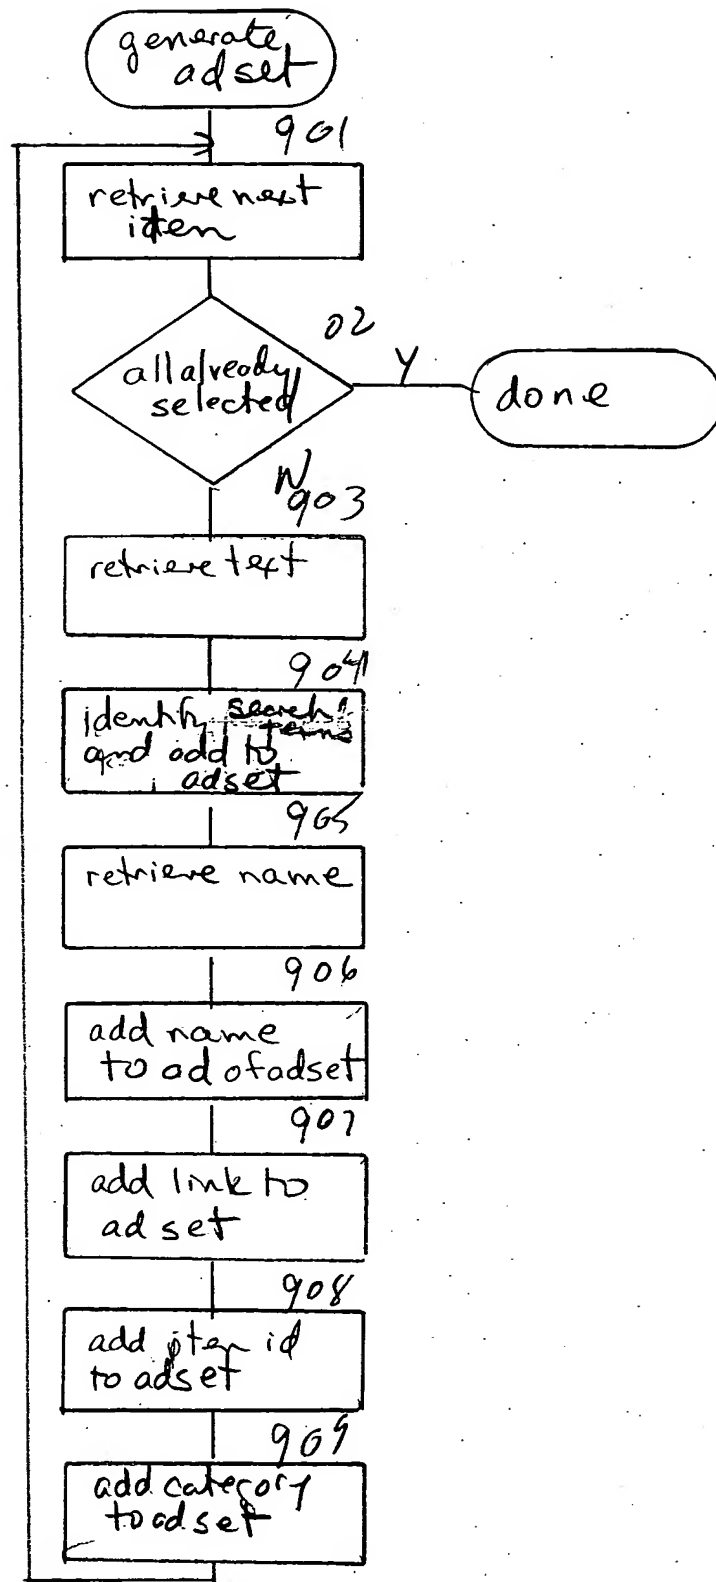 generate
ad set
901
retrieve next
item
02
all already
selected
Y
done
N
903
retrieve text
904
identify search
terms
and add to
adset
905
retrieve name
906
add name
to ad of adset
907
add link to
ad set
908
add item id
to adset
909
add category
to adset